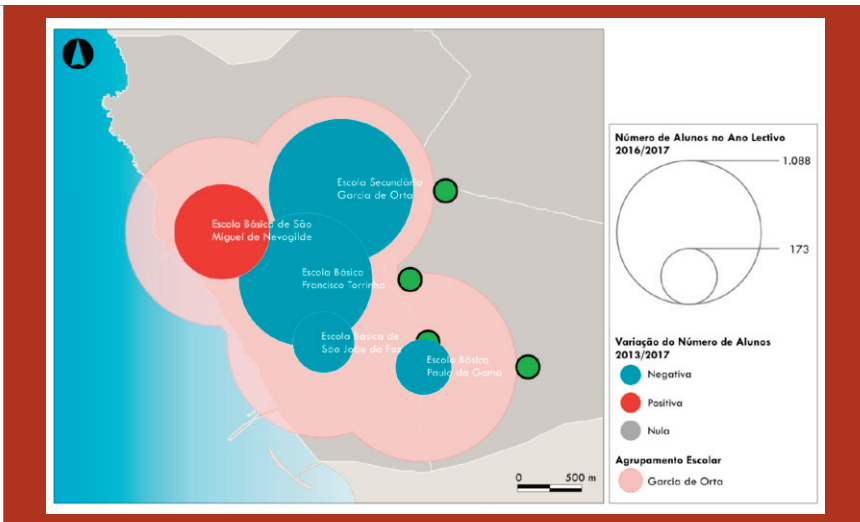 Escola Secundária
Garcia de Orta
Escola Básica de São
Miguel de Nevogilde
Escola Básica
Francisco Torrinha
Escola Básica de
São João da Foz
Escola Básica
Paulo da Gama
0 500 m
Número de Alunos no Ano Lectivo
2016/2017
1.088
173
Variação do Número de Alunos
2013/2017
Negativa
Positiva
Nula
Agrupamento Escolar
Garcia de Orta